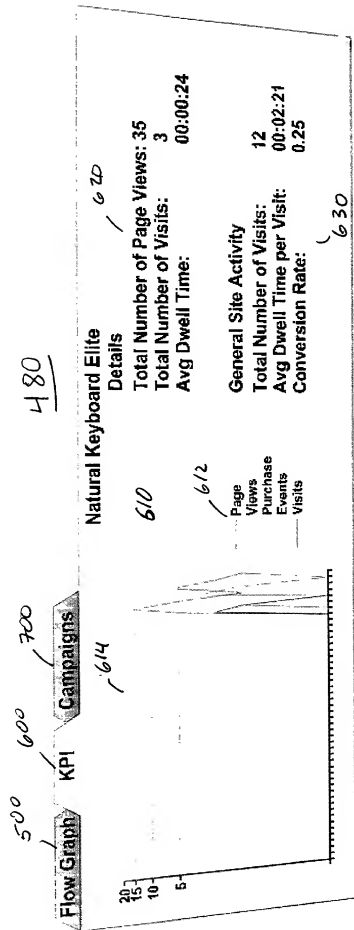 480
500
600
700
Flow Graph
KPI
Campaigns
614
Natural Keyboard Elite
610
Details
620
Total Number of Page Views: 35
Total Number of Visits: 3
Avg Dwell Time: 00:00:24
612
Page
Views
Purchase
Events
Visits
General Site Activity
Total Number of Visits: 12
Avg Dwell Time per Visit: 00:02:21
Conversion Rate: 0.25
630
20
15
10
5